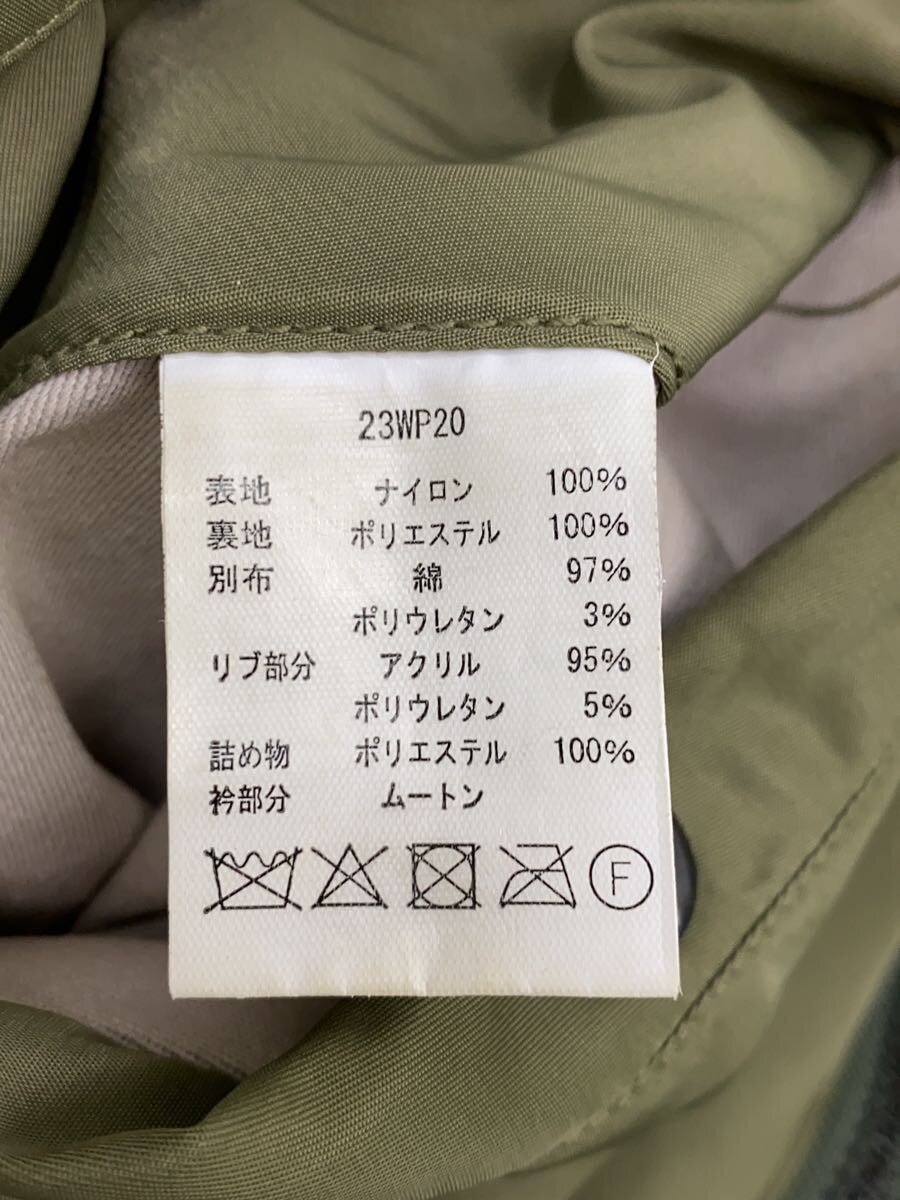 23WP20
表地 ナイロン 100%
裏地 ポリエステル 100%
別布 綿 97%
ポリウレタン 3%
リブ部分 アクリル 95%
ポリウレタン 5%
詰め物 ポリエステル 100%
衿部分 ムートン
F